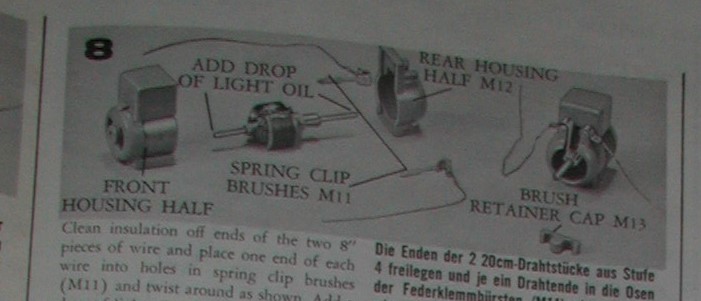 8
ADD DROP
OF LIGHT OIL
REAR HOUSING
HALF M12
FRONT
HOUSING HALF
SPRING CLIP
BRUSHES M11
BRUSH
RETAINER CAP M13
Clean insulation off ends of the two 8"
pieces of wire and place one end of each
wire into holes in spring clip brushes
(M11) and twist around as shown.
Die Enden der 2 20cm-Drahtstücke aus Stufe
4 freilegen und je ein Drahtende in die Osen
der Federklemmbürsten